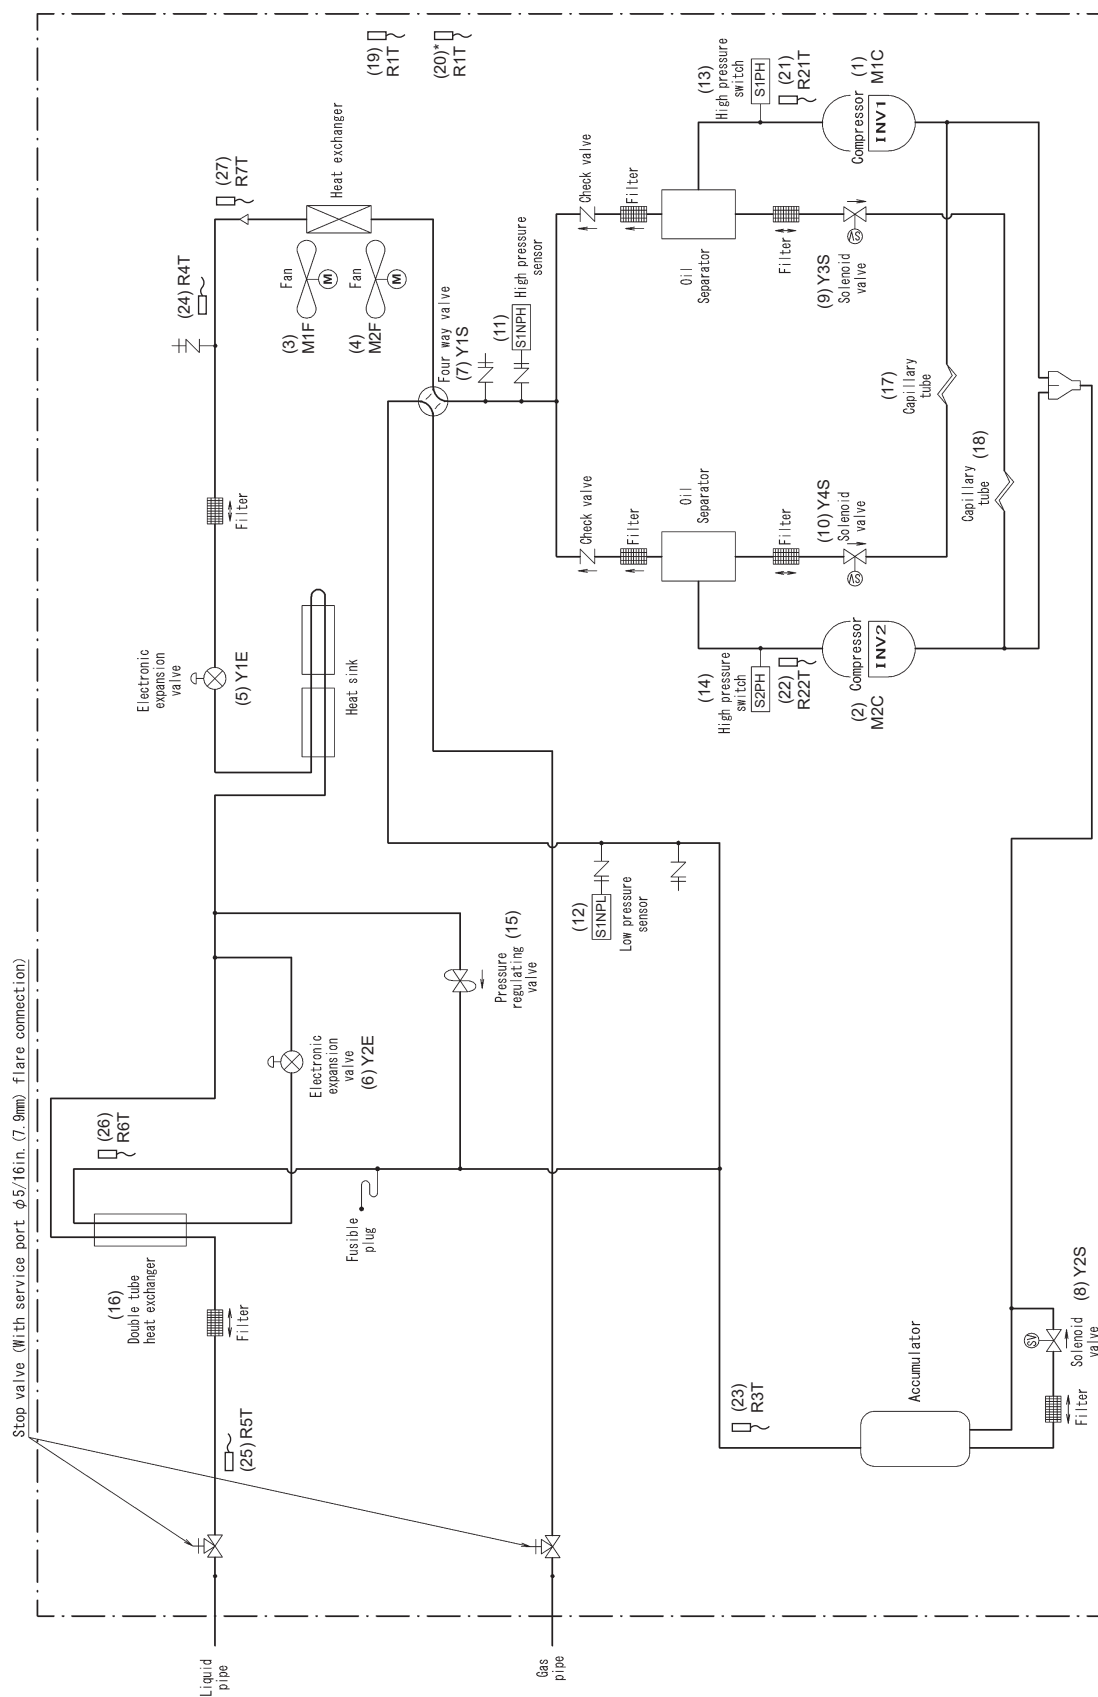 Stop valve (With service port φ5/16in. (7.9mm) flare connection)
Liquid
pipe
Gas
pipe
(25) R5T
Filter
(16)
Double tube
heat exchanger
(26)
R6T
Fusible
plug
Electronic
expansion
valve
(6) Y2E
Pressure
regulating
valve
(15)
Electronic
expansion
valve
(5) Y1E
Heat sink
Filter
(24) R4T
(27)
R7T
Heat exchanger
Fan
M
(3)
M1F
Fan
M
(4)
M2F
(19)
R1T
(20)*
R1T
Four way valve
(7) Y1S
(11)
S1NPH
High pressure
sensor
(12)
S1NPL
Low pressure
sensor
Check valve
Filter
Oil
Separator
Filter
(9) Y3S
Solenoid
valve
SV
(13)
High pressure
switch
S1PH
(21)
R21T
(1)
M1C
Compressor
INV1
Check valve
Filter
Oil
Separator
Filter
(10) Y4S
Solenoid
valve
SV
(14)
High pressure
switch
S2PH
(22)
R22T
(2)
M2C
Compressor
INV2
(17)
Capillary
tube
Capillary
tube
(18)
(23)
R3T
Accumulator
SV
Filter
Solenoid
valve
(8) Y2S